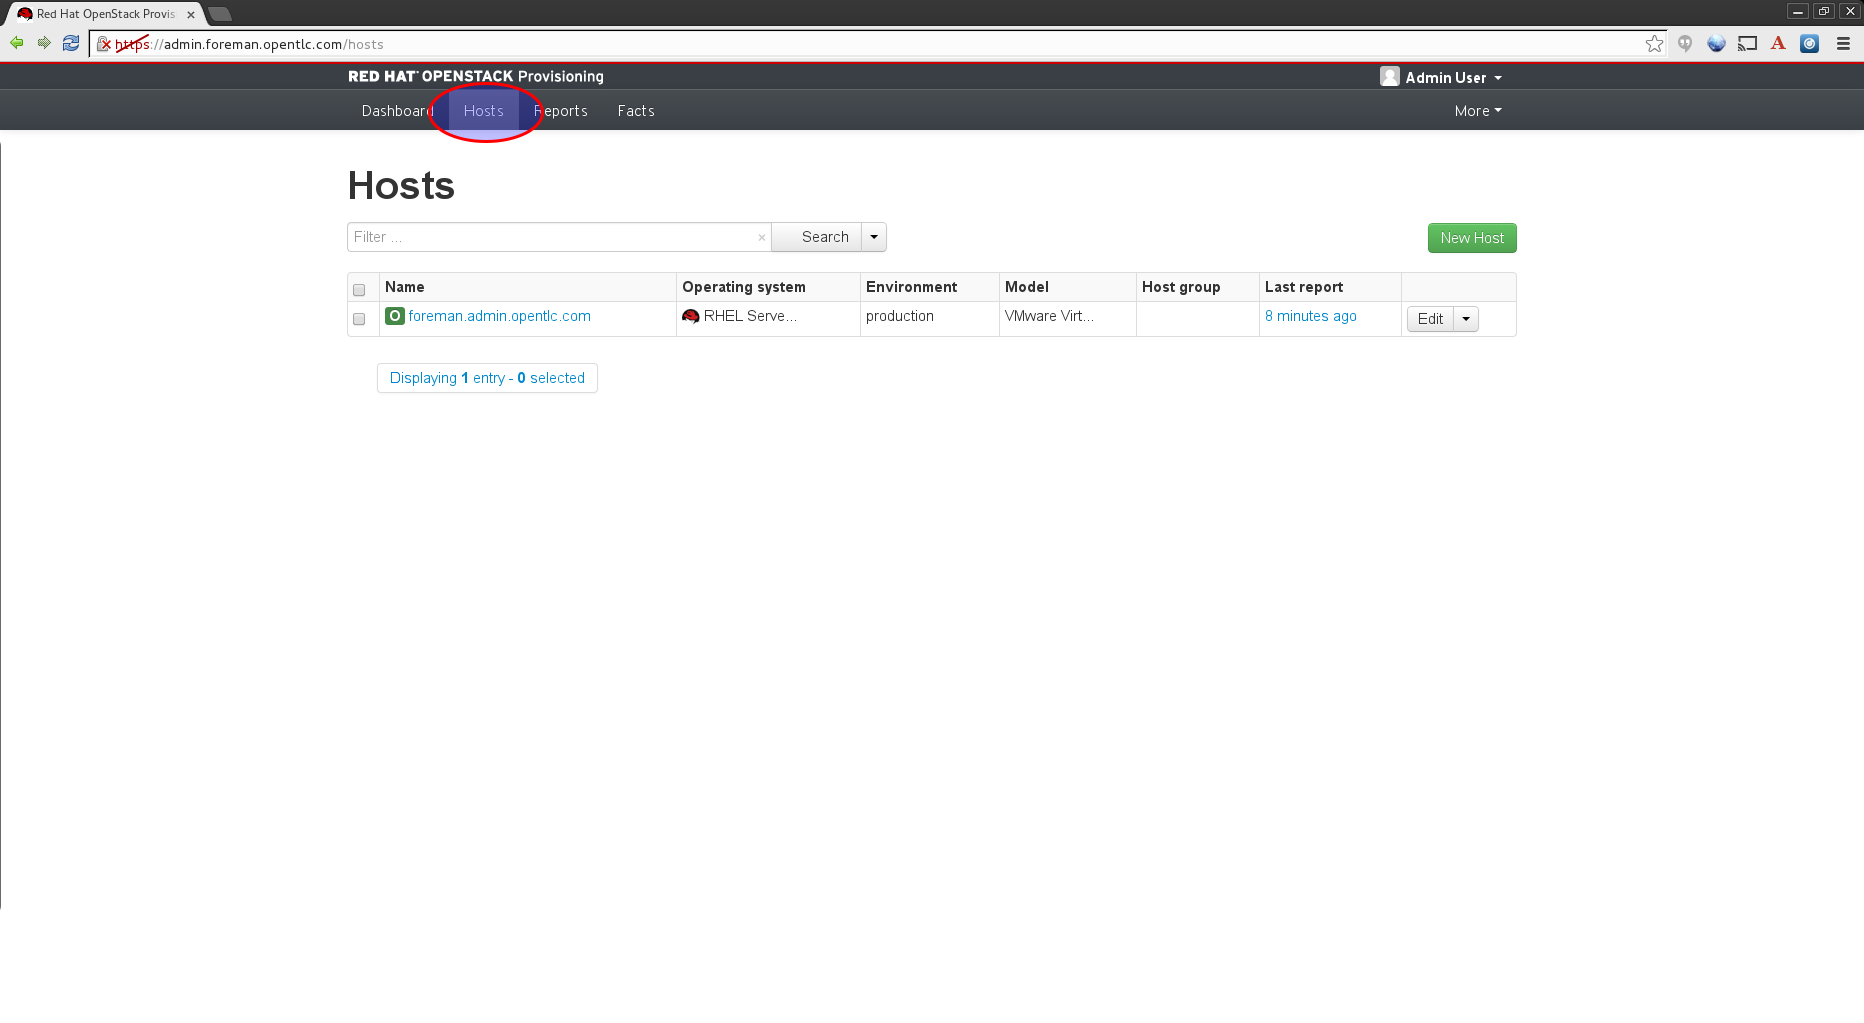 Red Hat OpenStack Provis
https://admin.foreman.opentlc.com/hosts
RED HAT OPENSTACK Provisioning
Admin User
Dashboard Hosts Reports Facts More
Hosts
Filter ... × Search New Host
Name Operating system Environment Model Host group Last report
O foreman.admin.opentlc.com RHEL Serve... production VMware Virt... 8 minutes ago Edit
Displaying 1 entry - 0 selected